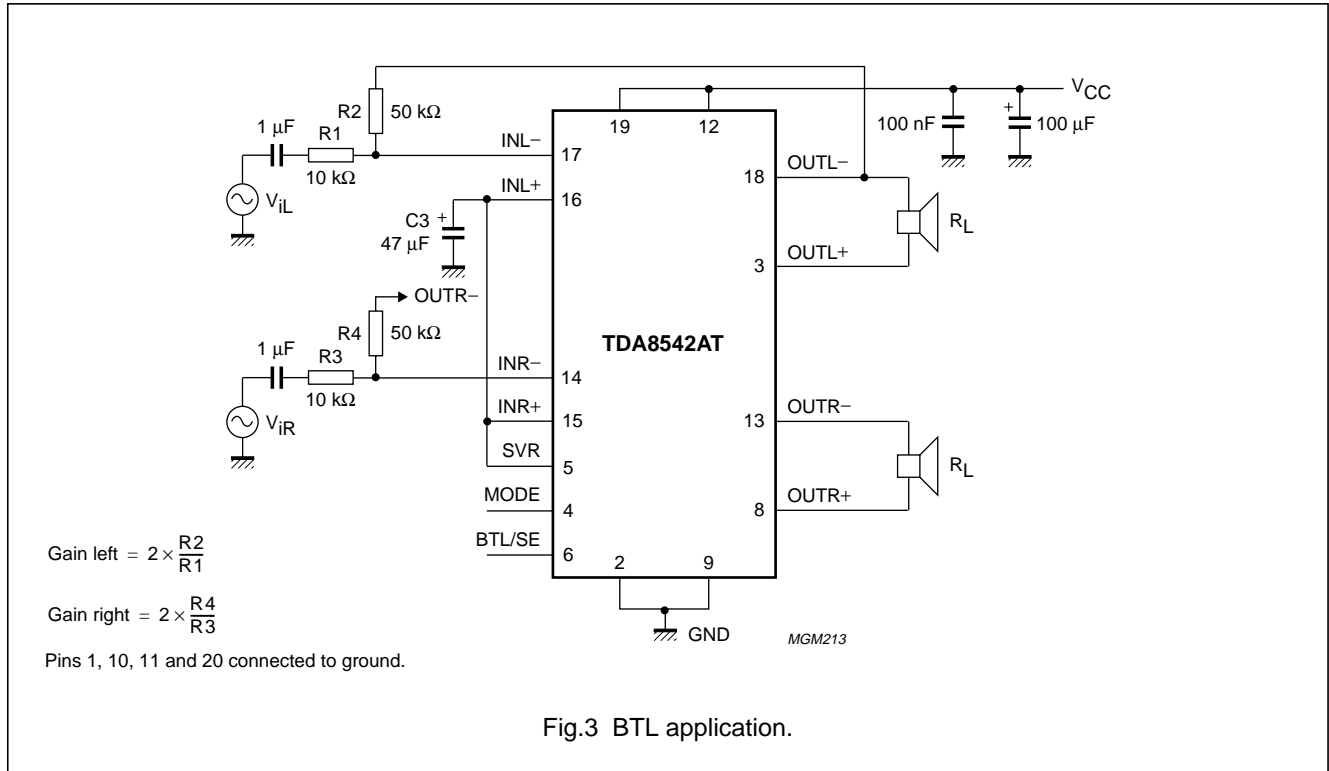 VCC
R2
50 kΩ
1 μF
R1
10 kΩ
ViL
19
12
100 nF
+
100 μF
INL−
17
INL+
16
C3
+
47 μF
OUTL−
18
RL
OUTL+
3
OUTR−
R4
50 kΩ
1 μF
R3
10 kΩ
ViR
TDA8542AT
INR−
14
INR+
15
SVR
5
MODE
4
BTL/SE
6
OUTR−
13
RL
OUTR+
8
2
9
GND
MGM213
Gain left = 2 × R2/R1
Gain right = 2 × R4/R3
Pins 1, 10, 11 and 20 connected to ground.
Fig.3 BTL application.